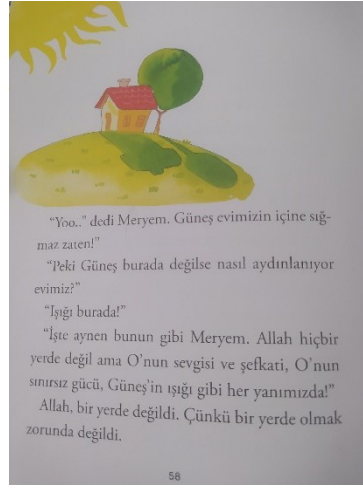 "Yoo.." dedi Meryem. Güneş evimizin içine sığ-
maz zaten!"
"Peki Güneş burada değilse nasıl aydınlanıyor
evimiz?"
"Işığı burada!"
"İşte aynen bunun gibi Meryem. Allah hiçbir
yerde değil ama O'nun sevgisi ve şefkati, O'nun
sınırsız gücü, Güneş'in ışığı gibi her yanımızda!"
Allah, bir yerde değildi. Çünkü bir yerde olmak
zorunda değildi.
58